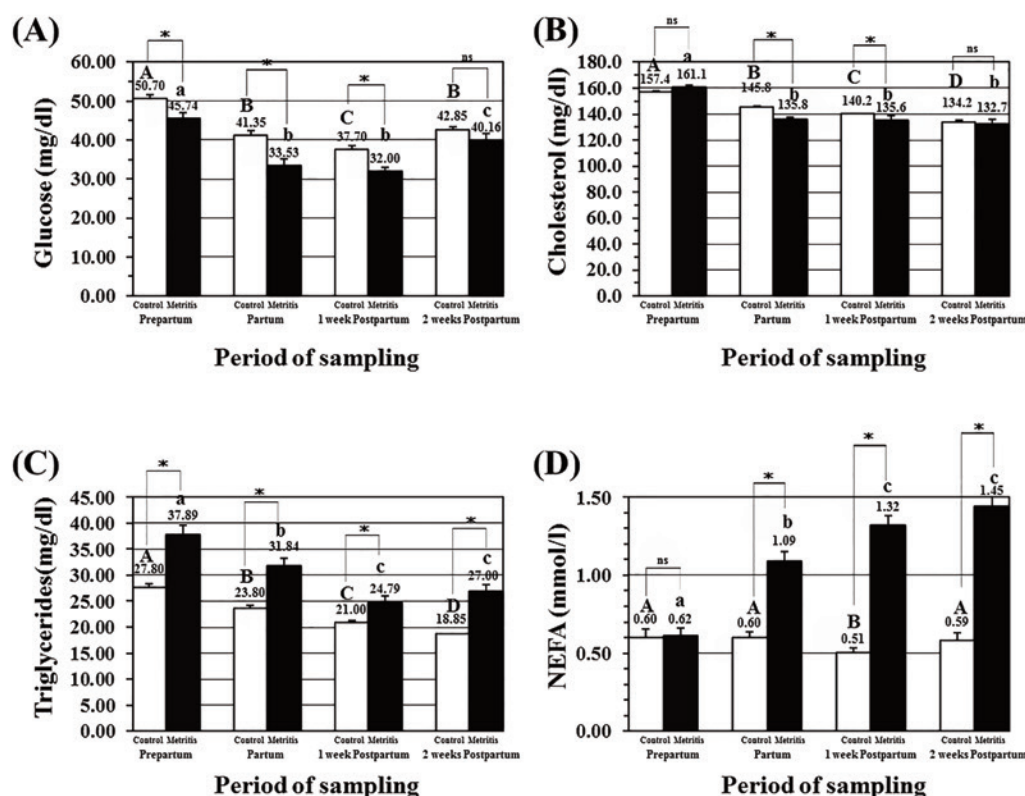 (A)
Glucose (mg/dl)
60.00
50.00
40.00
30.00
20.00
10.00
0.00
*
*
*
ns
A
50.70
a
45.74
B
41.35
b
33.53
C
37.70
b
32.00
B
42.85
c
40.16
Control Metritis Control Metritis Control Metritis Control Metritis
Prepartum Partum 1 week Postpartum 2 weeks Postpartum
Period of sampling
(B)
Cholesterol (mg/dl)
180.0
160.0
140.0
120.0
100.0
80.0
60.0
40.0
20.0
0.0
ns
*
*
ns
A
157.4
a
161.1
B
145.8
b
135.8
C
140.2
b
135.6
D
134.2
b
132.7
Control Metritis Control Metritis Control Metritis Control Metritis
Prepartum Partum 1 week Postpartum 2 weeks Postpartum
Period of sampling
(C)
Triglycerides(mg/dl)
45.00
40.00
35.00
30.00
25.00
20.00
15.00
10.00
5.00
0.00
*
*
*
*
A
27.80
a
37.89
B
23.80
b
31.84
C
21.00
c
24.79
D
18.85
c
27.00
Control Metritis Control Metritis Control Metritis Control Metritis
Prepartum Partum 1 week Postpartum 2 weeks Postpartum
Period of sampling
(D)
NEFA (mmol/l)
1.50
1.00
0.50
0.00
ns
*
*
*
A
0.60
a
0.62
A
0.60
b
1.09
B
0.51
c
1.32
A
0.59
c
1.45
Control Metritis Control Metritis Control Metritis Control Metritis
Prepartum Partum 1 week Postpartum 2 weeks Postpartum
Period of sampling